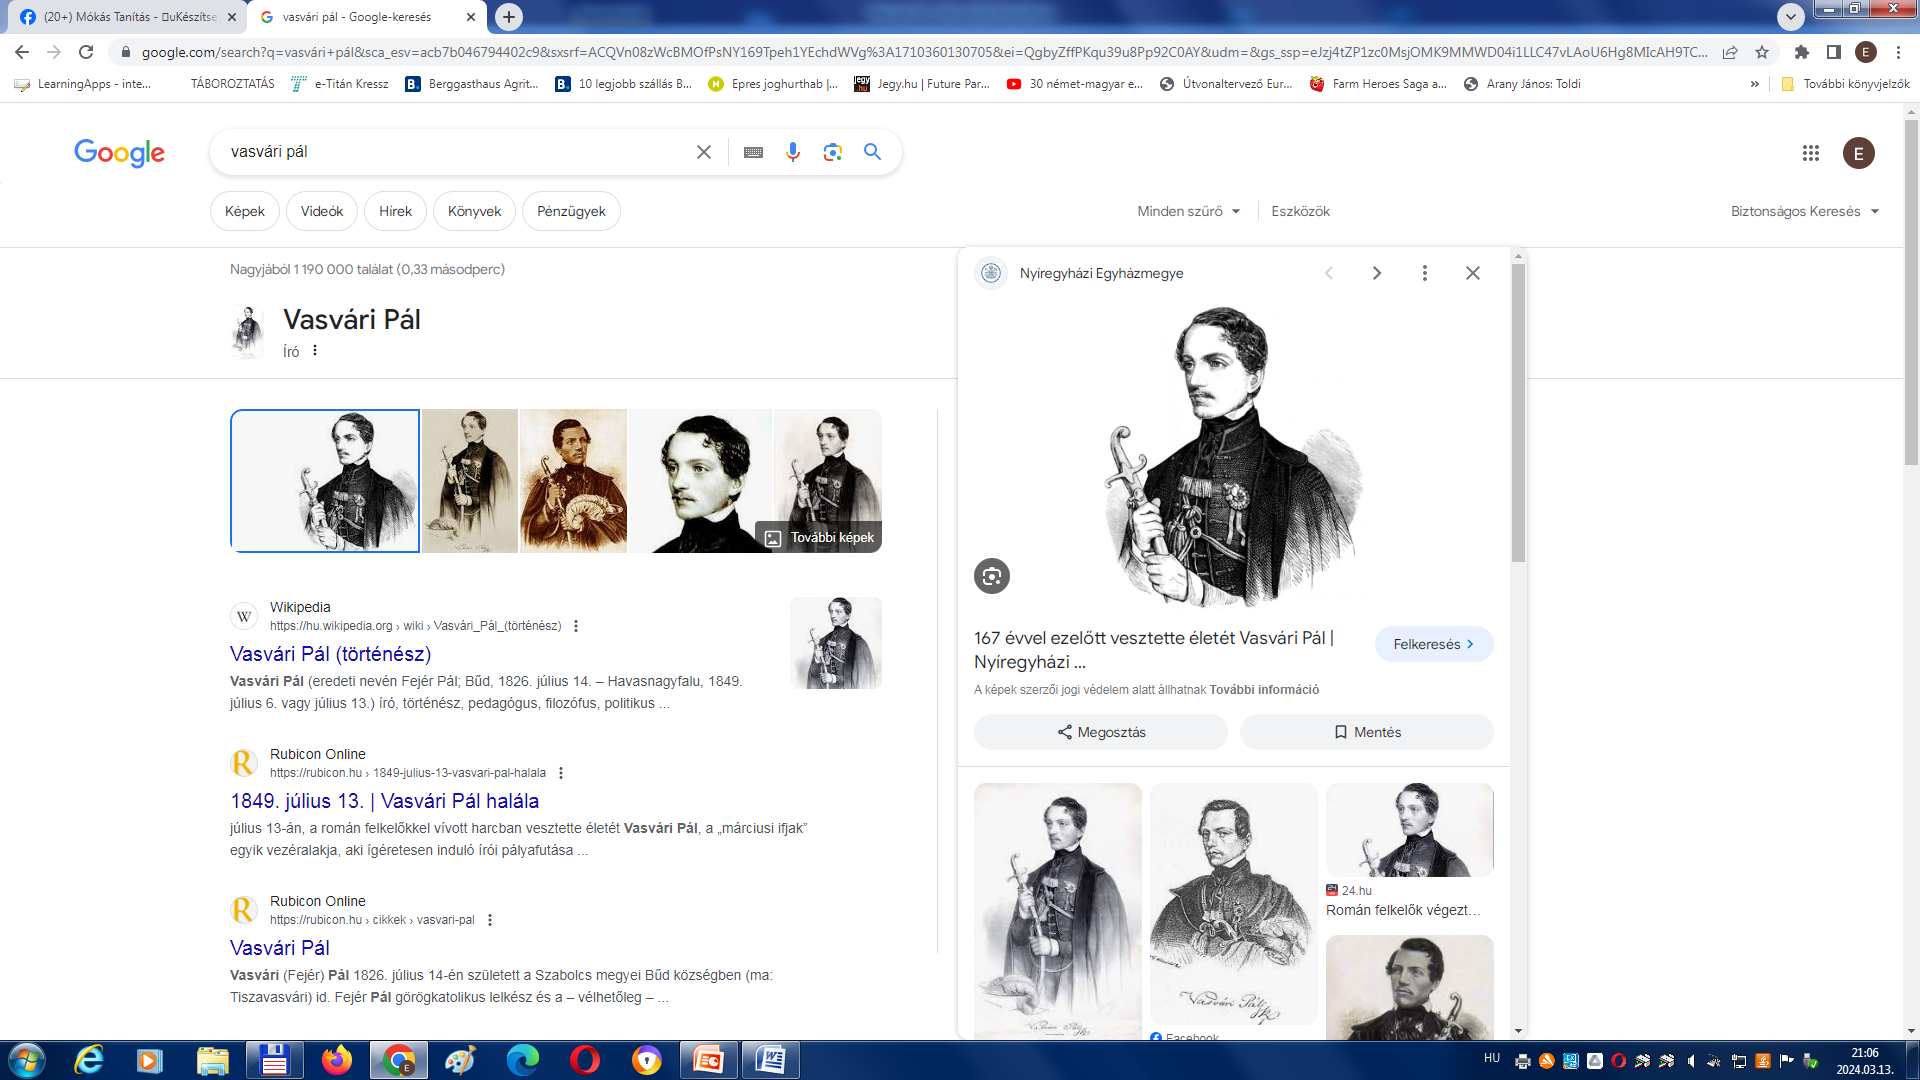 (20+) Mókás Tanítás - Készítse
vasvári pál - Google-keresés
google.com/search?q=vasvári+pál&sca_esv=acb7b046794402c9&sxsrf=ACQVn08zWcBMOfPsNY169Tpeh1YEchdWVg%3A1710360130705&ei=QgbyZffPKqu39u8Pp92C0AY&udm=&gs_ssp=eJzj4tZP1zc0MsjOMK9MMWD04i1LLC47vLAoU6Hg8MIcAH9TC...
LearningApps - inte...
TÁBOROZTATÁS
e-Titán Kressz
Berggasthaus Agrit...
10 legjobb szállás B...
Epres joghurthab |...
Jegy.hu | Future Par...
30 német-magyar e...
Útvonaltervező Eur...
Farm Heroes Saga a...
Arany János: Toldi
»
További könyvjelzők
Google
vasvári pál
E
Képek
Videók
Hírek
Könyvek
Pénzügyek
Minden szűrő
Eszközök
Biztonságos Keresés
Nagyjából 1 190 000 találat (0,33 másodperc)
Vasvári Pál
Író
További képek
Wikipedia
https://hu.wikipedia.org › wiki › Vasvári_Pál_(történész)
Vasvári Pál (történész)
Vasvári Pál (eredeti nevén Fejér Pál; Bűd, 1826. július 14. – Havasnagyfalu, 1849.
július 6. vagy július 13.) író, történész, pedagógus, filozófus, politikus ...
Rubicon Online
https://rubicon.hu › 1849-julius-13-vasvari-pal-halala
1849. július 13. | Vasvári Pál halála
július 13-án, a román felkelőkkel vívott harcban vesztette életét Vasvári Pál, a „márciusi ifjak”
egyik vezéralakja, aki ígéretesen induló írói pályafutása ...
Rubicon Online
https://rubicon.hu › cikkek › vasvari-pal
Vasvári Pál
Vasvári (Fejér) Pál 1826. július 14-én született a Szabolcs megyei Bűd községben (ma:
Tiszavasvári) id. Fejér Pál görögkatolikus lelkész és a – vélhetőleg – ...
Nyíregyházi Egyházmegye
167 évvel ezelőtt vesztette életét Vasvári Pál |
Nyíregyházi ...
Felkeresés
A képek szerzői jogi védelem alatt állhatnak További információ
Megosztás
Mentés
24.hu
Román felkelők végezt...
Vasvári Pál
Facebook
HU
21:06
2024.03.13.